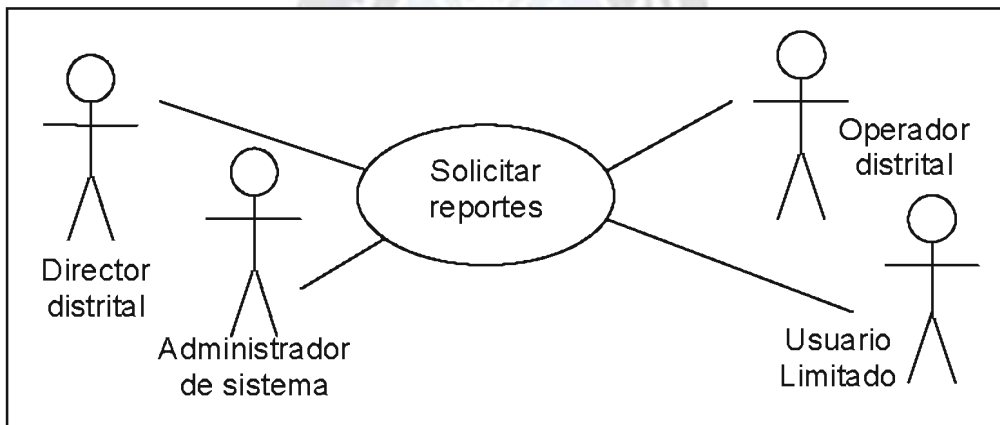 Solicitar
reportes
Operador
distrital
Director
distrital
Administrador
de sistema
Usuario
Limitado